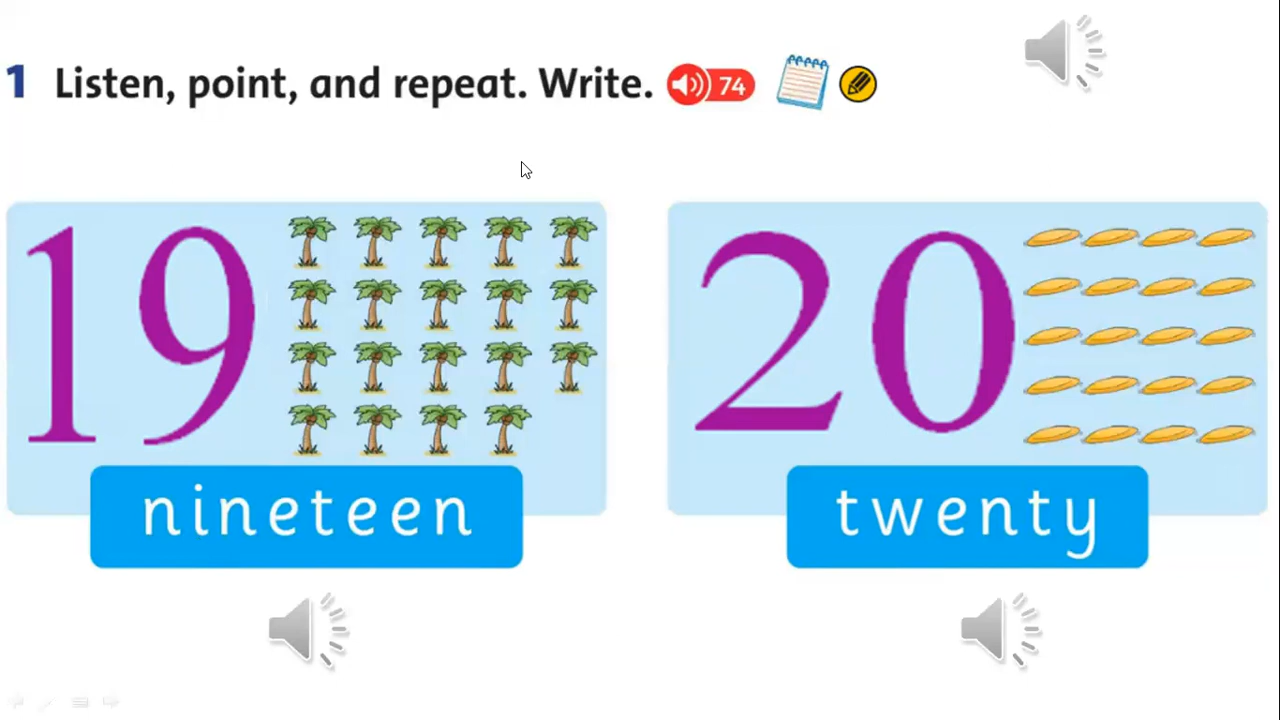 1 Listen, point, and repeat. Write. 74
19
nineteen
20
twenty